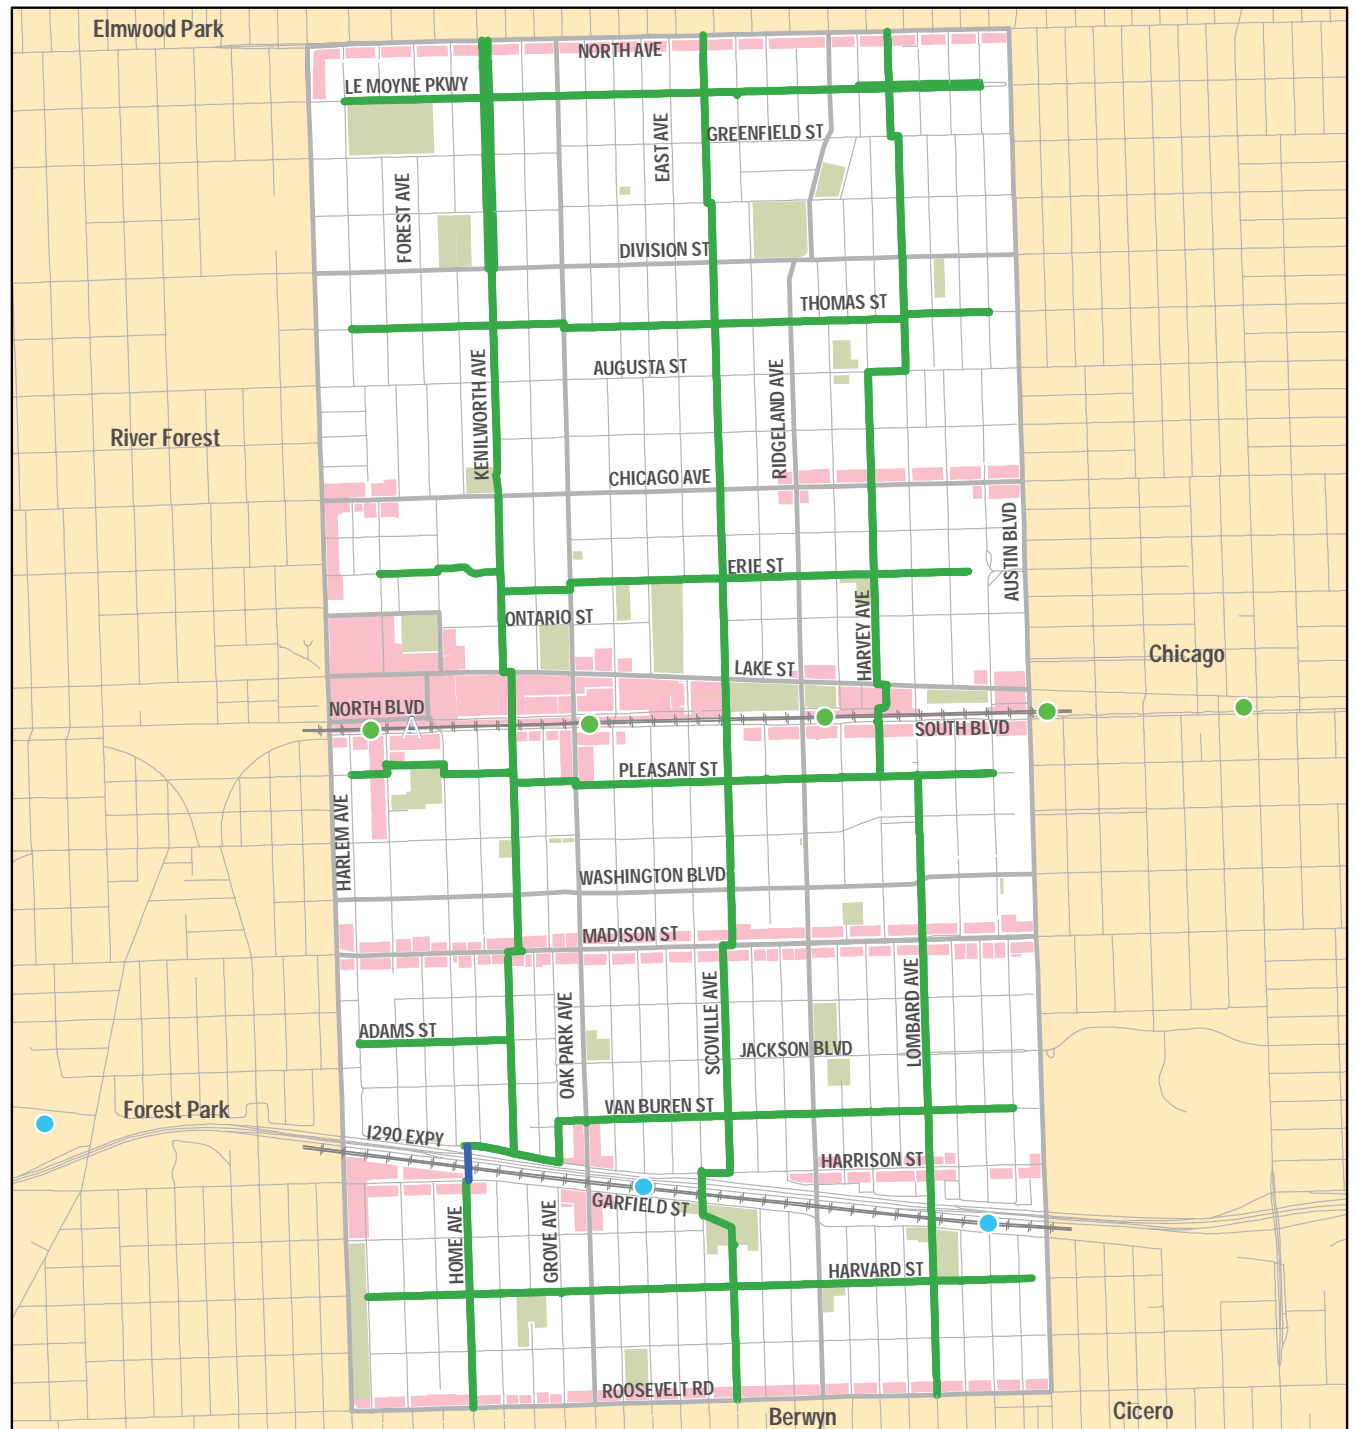 Elmwood Park
NORTH AVE
LE MOYNE PKWY
GREENFIELD ST
EAST AVE
FOREST AVE
DIVISION ST
THOMAS ST
AUGUSTA ST
KENILWORTH AVE
RIDGELAND AVE
River Forest
CHICAGO AVE
AUSTIN BLVD
ERIE ST
ONTARIO ST
HARVEY AVE
Chicago
LAKE ST
NORTH BLVD
SOUTH BLVD
PLEASANT ST
HARLEM AVE
WASHINGTON BLVD
MADISON ST
OAK PARK AVE
SCOVILLE AVE
LOMBARD AVE
ADAMS ST
JACKSON BLVD
Forest Park
VAN BUREN ST
I290 EXPY
HARRISON ST
GARFIELD ST
HOME AVE
GROVE AVE
HARVARD ST
ROOSEVELT RD
Berwyn
Cicero